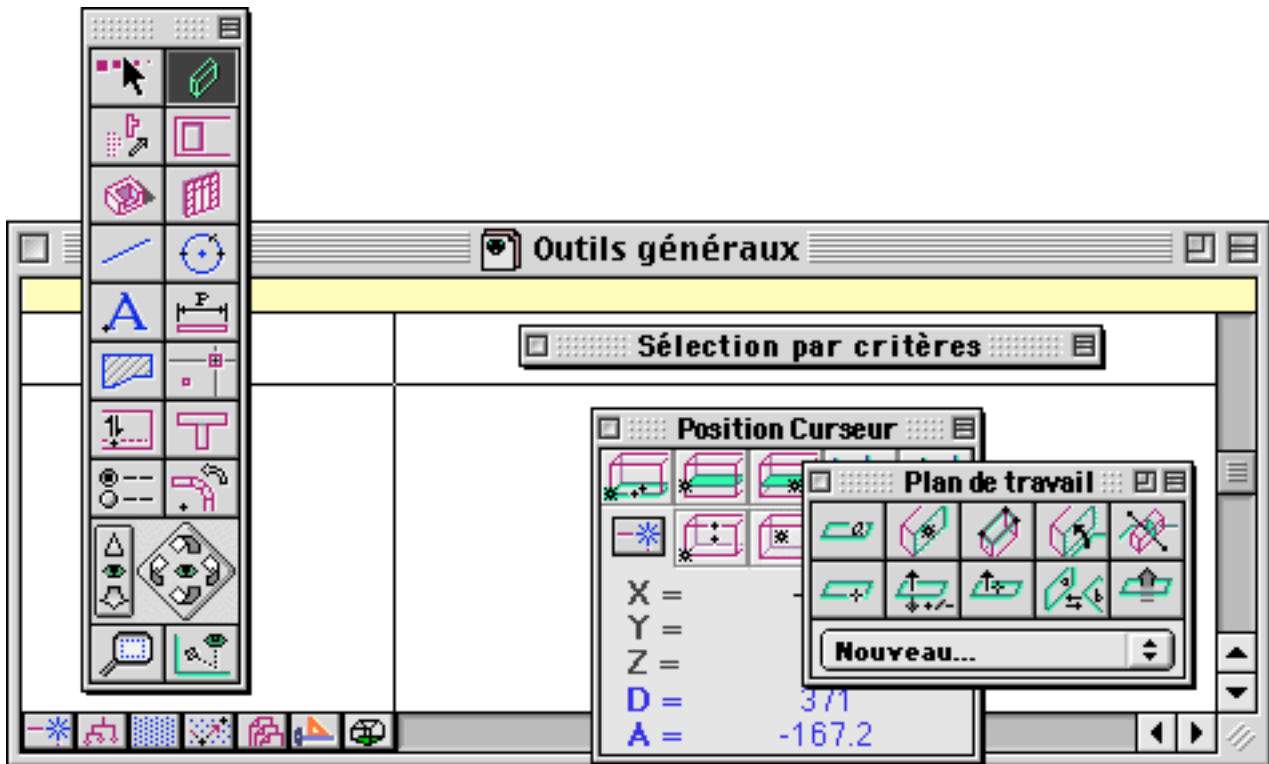 Outils généraux
Sélection par critères
Position Curseur
Plan de travail
X = -
Y =
Z =
D = 371
A = -167.2
Nouveau...
A
P
+/-